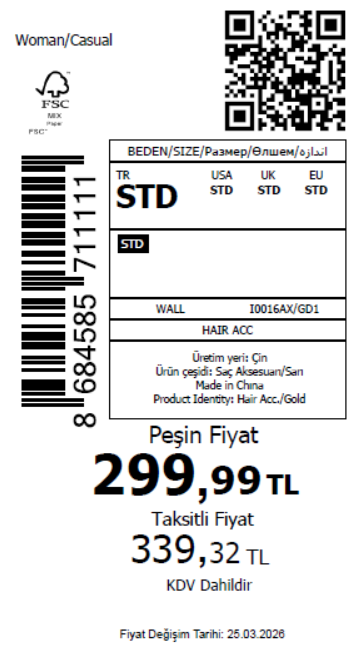 Woman/Casual
FSC
MIX
Paper
FSC™
BEDEN/SIZE/Размер/Өлшем/اندازه
TR USA UK EU
STD STD STD STD
STD
WALL I0016AX/GD1
HAIR ACC
Üretim yeri: Çin
Ürün çeşidi: Saç Aksesuarı/Sarı
Made in China
Product Identity: Hair Acc./Gold
8 684585 711111
Peşin Fiyat
299,99 TL
Taksitli Fiyat
339,32 TL
KDV Dahildir
Fiyat Değişim Tarihi: 25.03.2026